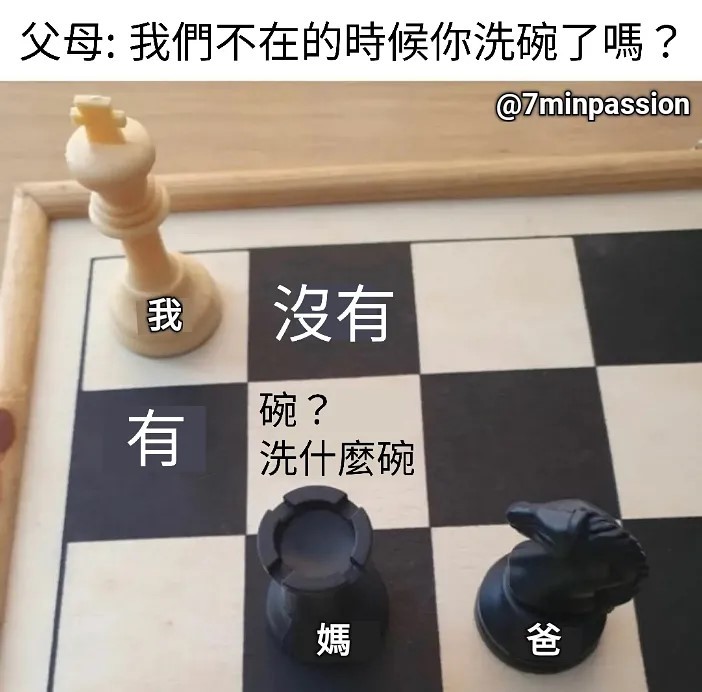 父母: 我們不在的時候你洗碗了嗎？
@7minpassion
我
沒有
有
碗？
洗什麼碗
媽
爸